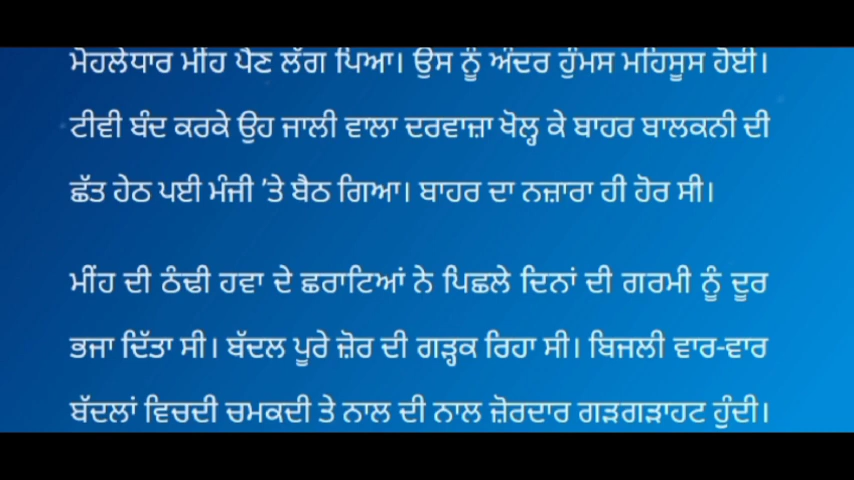 ਮੋਹਲੇਧਾਰ ਮੀਂਹ ਪੈਣ ਲੱਗ ਪਿਆ। ਉਸ ਨੂੰ ਅੰਦਰ ਹੁੰਮਸ ਮਹਿਸੂਸ ਹੋਈ।
ਟੀਵੀ ਬੰਦ ਕਰਕੇ ਉਹ ਜਾਲੀ ਵਾਲਾ ਦਰਵਾਜ਼ਾ ਖੋਲ੍ਹ ਕੇ ਬਾਹਰ ਬਾਲਕਨੀ ਦੀ
ਛੱਤ ਹੇਠ ਪਈ ਮੰਜੀ ’ਤੇ ਬੈਠ ਗਿਆ। ਬਾਹਰ ਦਾ ਨਜ਼ਾਰਾ ਹੀ ਹੋਰ ਸੀ।
ਮੀਂਹ ਦੀ ਠੰਢੀ ਹਵਾ ਦੇ ਛਰਾਟਿਆਂ ਨੇ ਪਿਛਲੇ ਦਿਨਾਂ ਦੀ ਗਰਮੀ ਨੂੰ ਦੂਰ
ਭਜਾ ਦਿੱਤਾ ਸੀ। ਬੱਦਲ ਪੂਰੇ ਜ਼ੋਰ ਦੀ ਗੜ੍ਹਕ ਰਿਹਾ ਸੀ। ਬਿਜਲੀ ਵਾਰ-ਵਾਰ
ਬੱਦਲਾਂ ਵਿਚਦੀ ਚਮਕਦੀ ਤੇ ਨਾਲ ਦੀ ਨਾਲ ਜ਼ੋਰਦਾਰ ਗੜਗੜਾਹਟ ਹੁੰਦੀ।